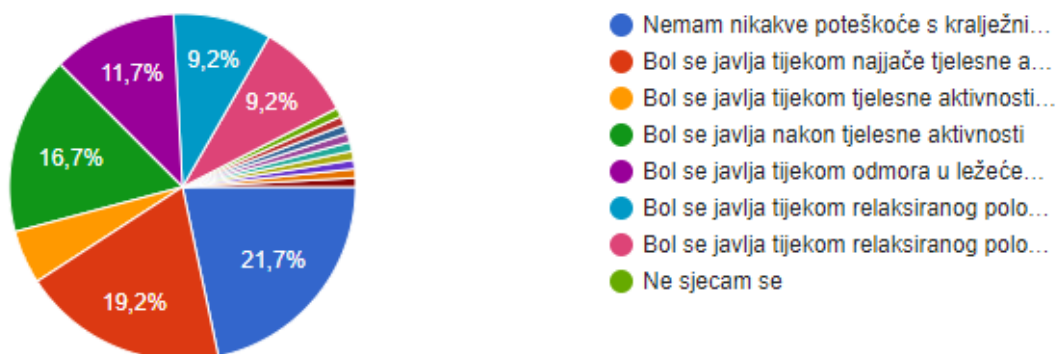 9,2%
11,7%
9,2%
16,7%
21,7%
19,2%
Nemam nikakve poteškoće s kralježni...
Bol se javlja tijekom najjače tjelesne a...
Bol se javlja tijekom tjelesne aktivnosti...
Bol se javlja nakon tjelesne aktivnosti
Bol se javlja tijekom odmora u ležeće...
Bol se javlja tijekom relaksiranog polo...
Bol se javlja tijekom relaksiranog polo...
Ne sjecam se